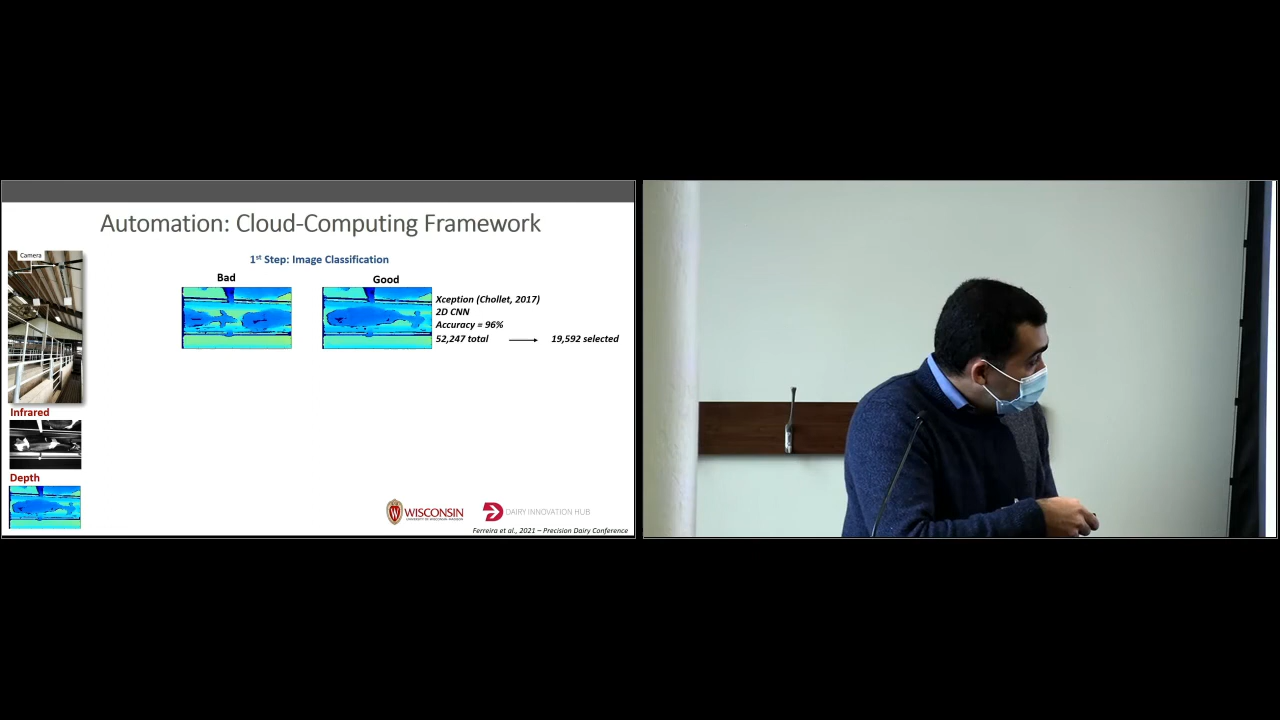 Automation: Cloud-Computing Framework
Camera
1st Step: Image Classification
Bad
Good
Xception (Chollet, 2017)
2D CNN
Accuracy = 96%
52,247 total
19,592 selected
Infrared
Depth
WISCONSIN
UNIVERSITY OF WISCONSIN-MADISON
DAIRY INNOVATION HUB
Ferreira et al., 2021 – Precision Dairy Conference